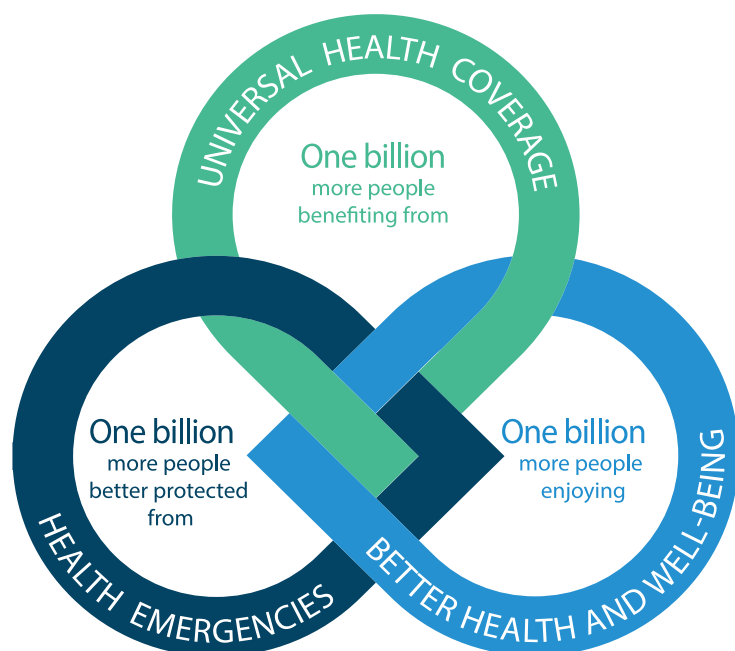 UNIVERSAL HEALTH COVERAGE
One billion
more people
benefiting from
One billion
more people
better protected
from
HEALTH EMERGENCIES
One billion
more people
enjoying
BETTER HEALTH AND WELL-BEING